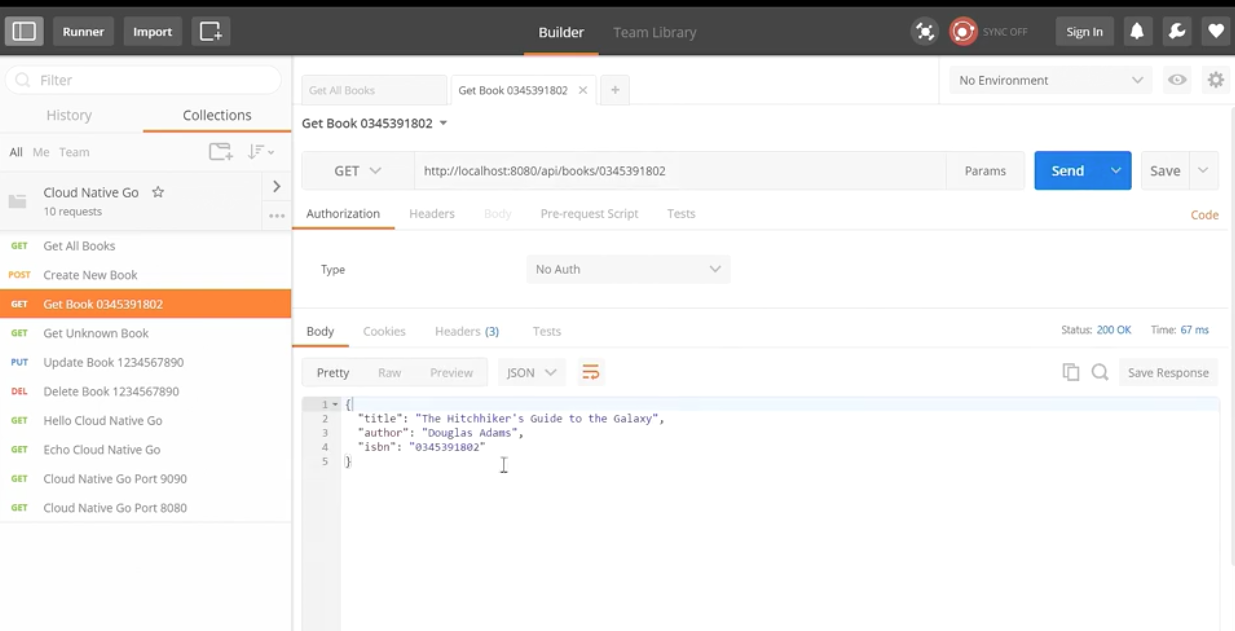 Runner Import Builder Team Library SYNC OFF Sign In
Filter
History Collections
All Me Team
Cloud Native Go
10 requests
GET Get All Books
POST Create New Book
GET Get Book 0345391802
GET Get Unknown Book
PUT Update Book 1234567890
DEL Delete Book 1234567890
GET Hello Cloud Native Go
GET Echo Cloud Native Go
GET Cloud Native Go Port 9090
GET Cloud Native Go Port 8080
Get All Books Get Book 0345391802 No Environment
Get Book 0345391802
GET http://localhost:8080/api/books/0345391802 Params Send Save
Authorization Headers Body Pre-request Script Tests Code
Type No Auth
Body Cookies Headers (3) Tests Status: 200 OK Time: 67 ms
Pretty Raw Preview JSON Save Response
1 {
2 "title": "The Hitchhiker's Guide to the Galaxy",
3 "author": "Douglas Adams",
4 "isbn": "0345391802"
5 }